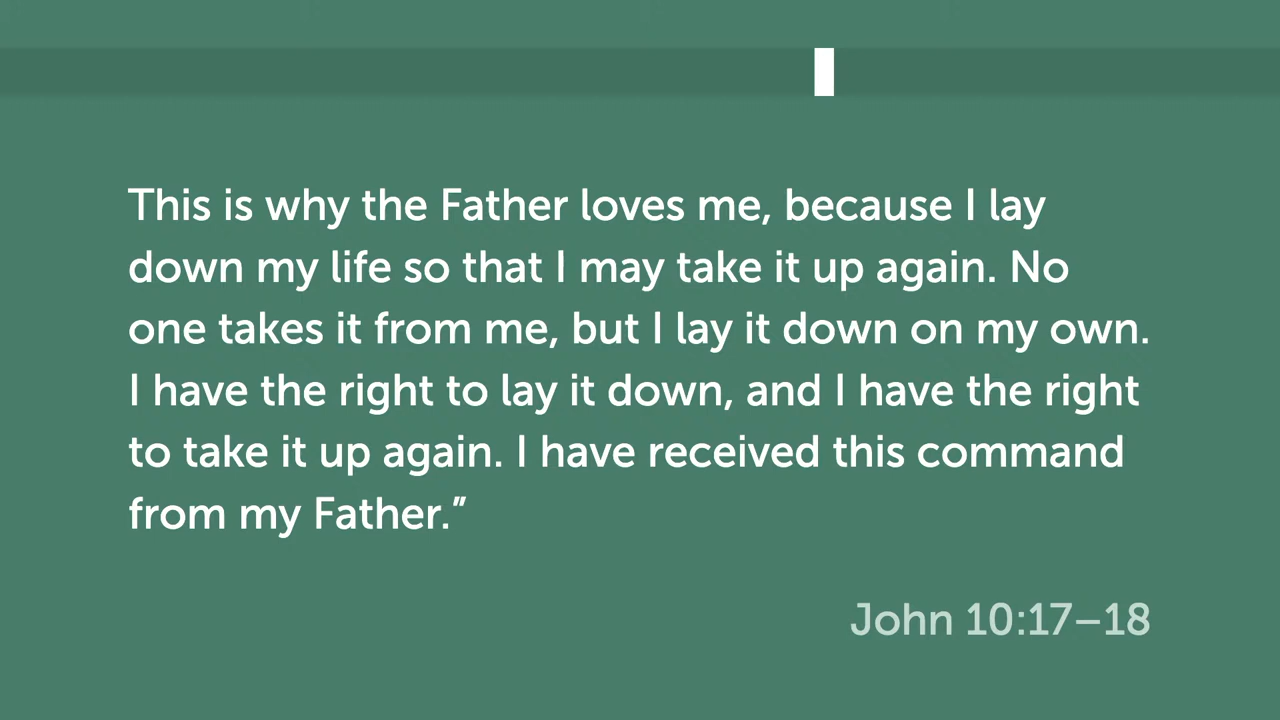 This is why the Father loves me, because I lay
down my life so that I may take it up again. No
one takes it from me, but I lay it down on my own.
I have the right to lay it down, and I have the right
to take it up again. I have received this command
from my Father.”
John 10:17–18